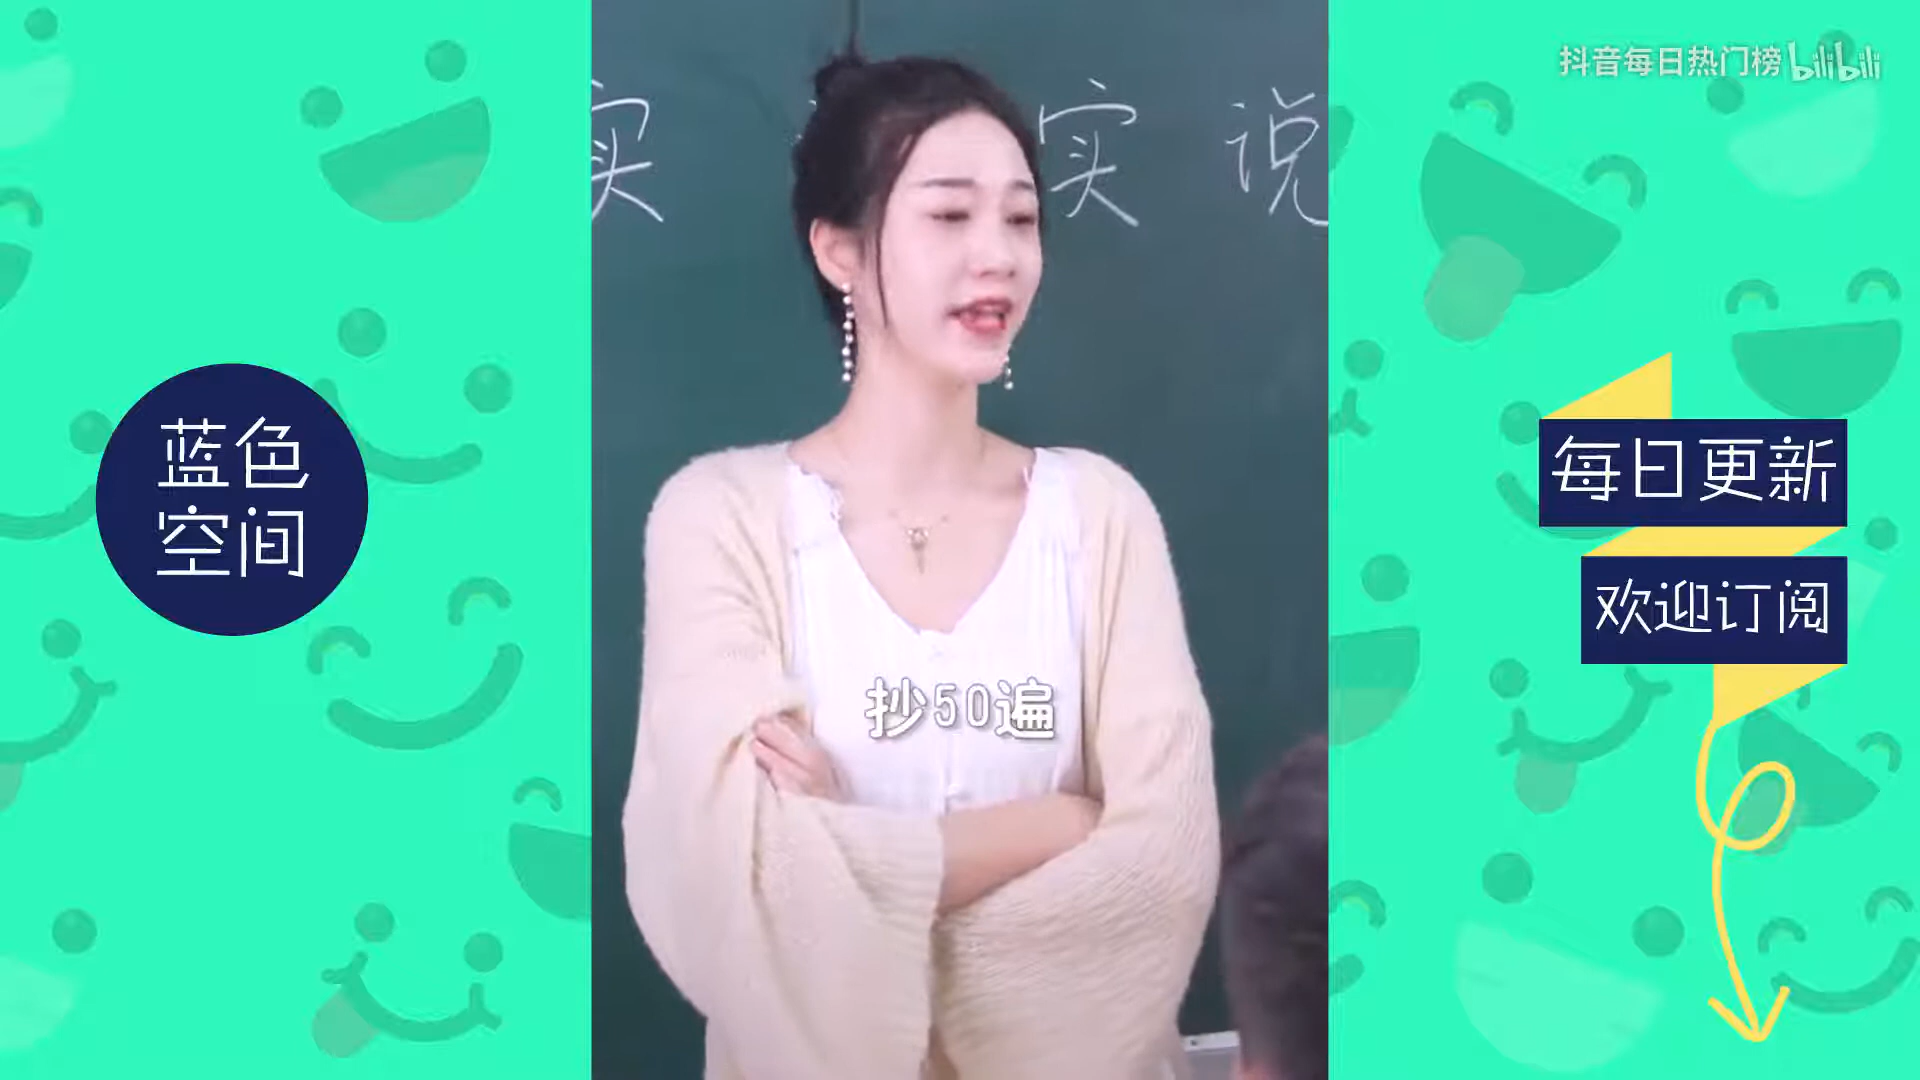 抖音每日热门榜 bilibili
实 实 说
蓝色
空间
每日更新
欢迎订阅
抄50遍